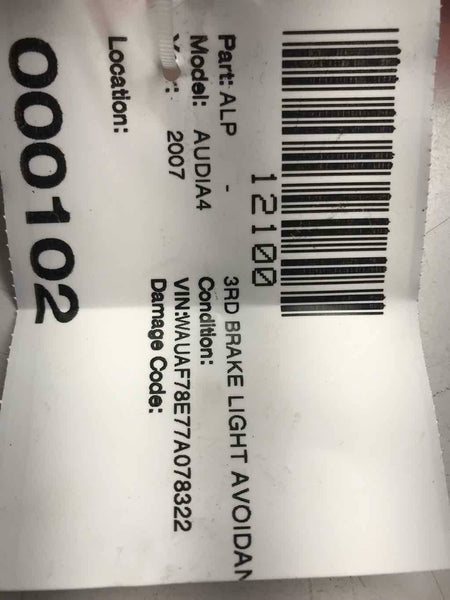 12100
Part: ALP - 3RD BRAKE LIGHT AVOIDAN
Model: AUDIA4 Condition:
2007 VIN:WAUAF78E77A078322
Damage Code:
Location:
000102